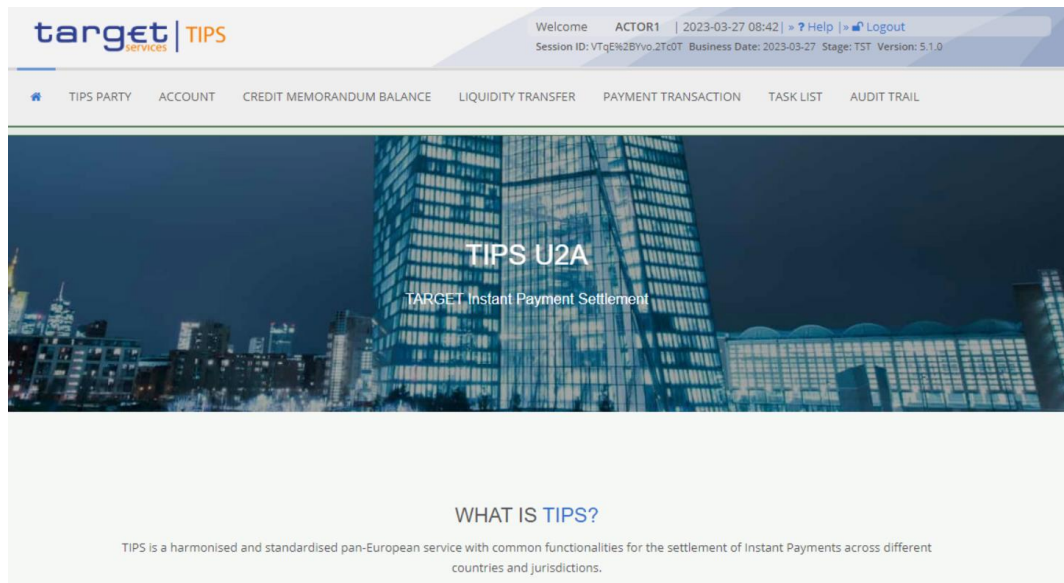 target services | TIPS
Welcome ACTOR1 | 2023-03-27 08:42| » ? Help |» Logout
Session ID: VTqE%2BYvo.2Tc0T Business Date: 2023-03-27 Stage: TST Version: 5.1.0
TIPS PARTY ACCOUNT CREDIT MEMORANDUM BALANCE LIQUIDITY TRANSFER PAYMENT TRANSACTION TASK LIST AUDIT TRAIL
TIPS U2A
TARGET Instant Payment Settlement
WHAT IS TIPS?
TIPS is a harmonised and standardised pan-European service with common functionalities for the settlement of Instant Payments across different
countries and jurisdictions.